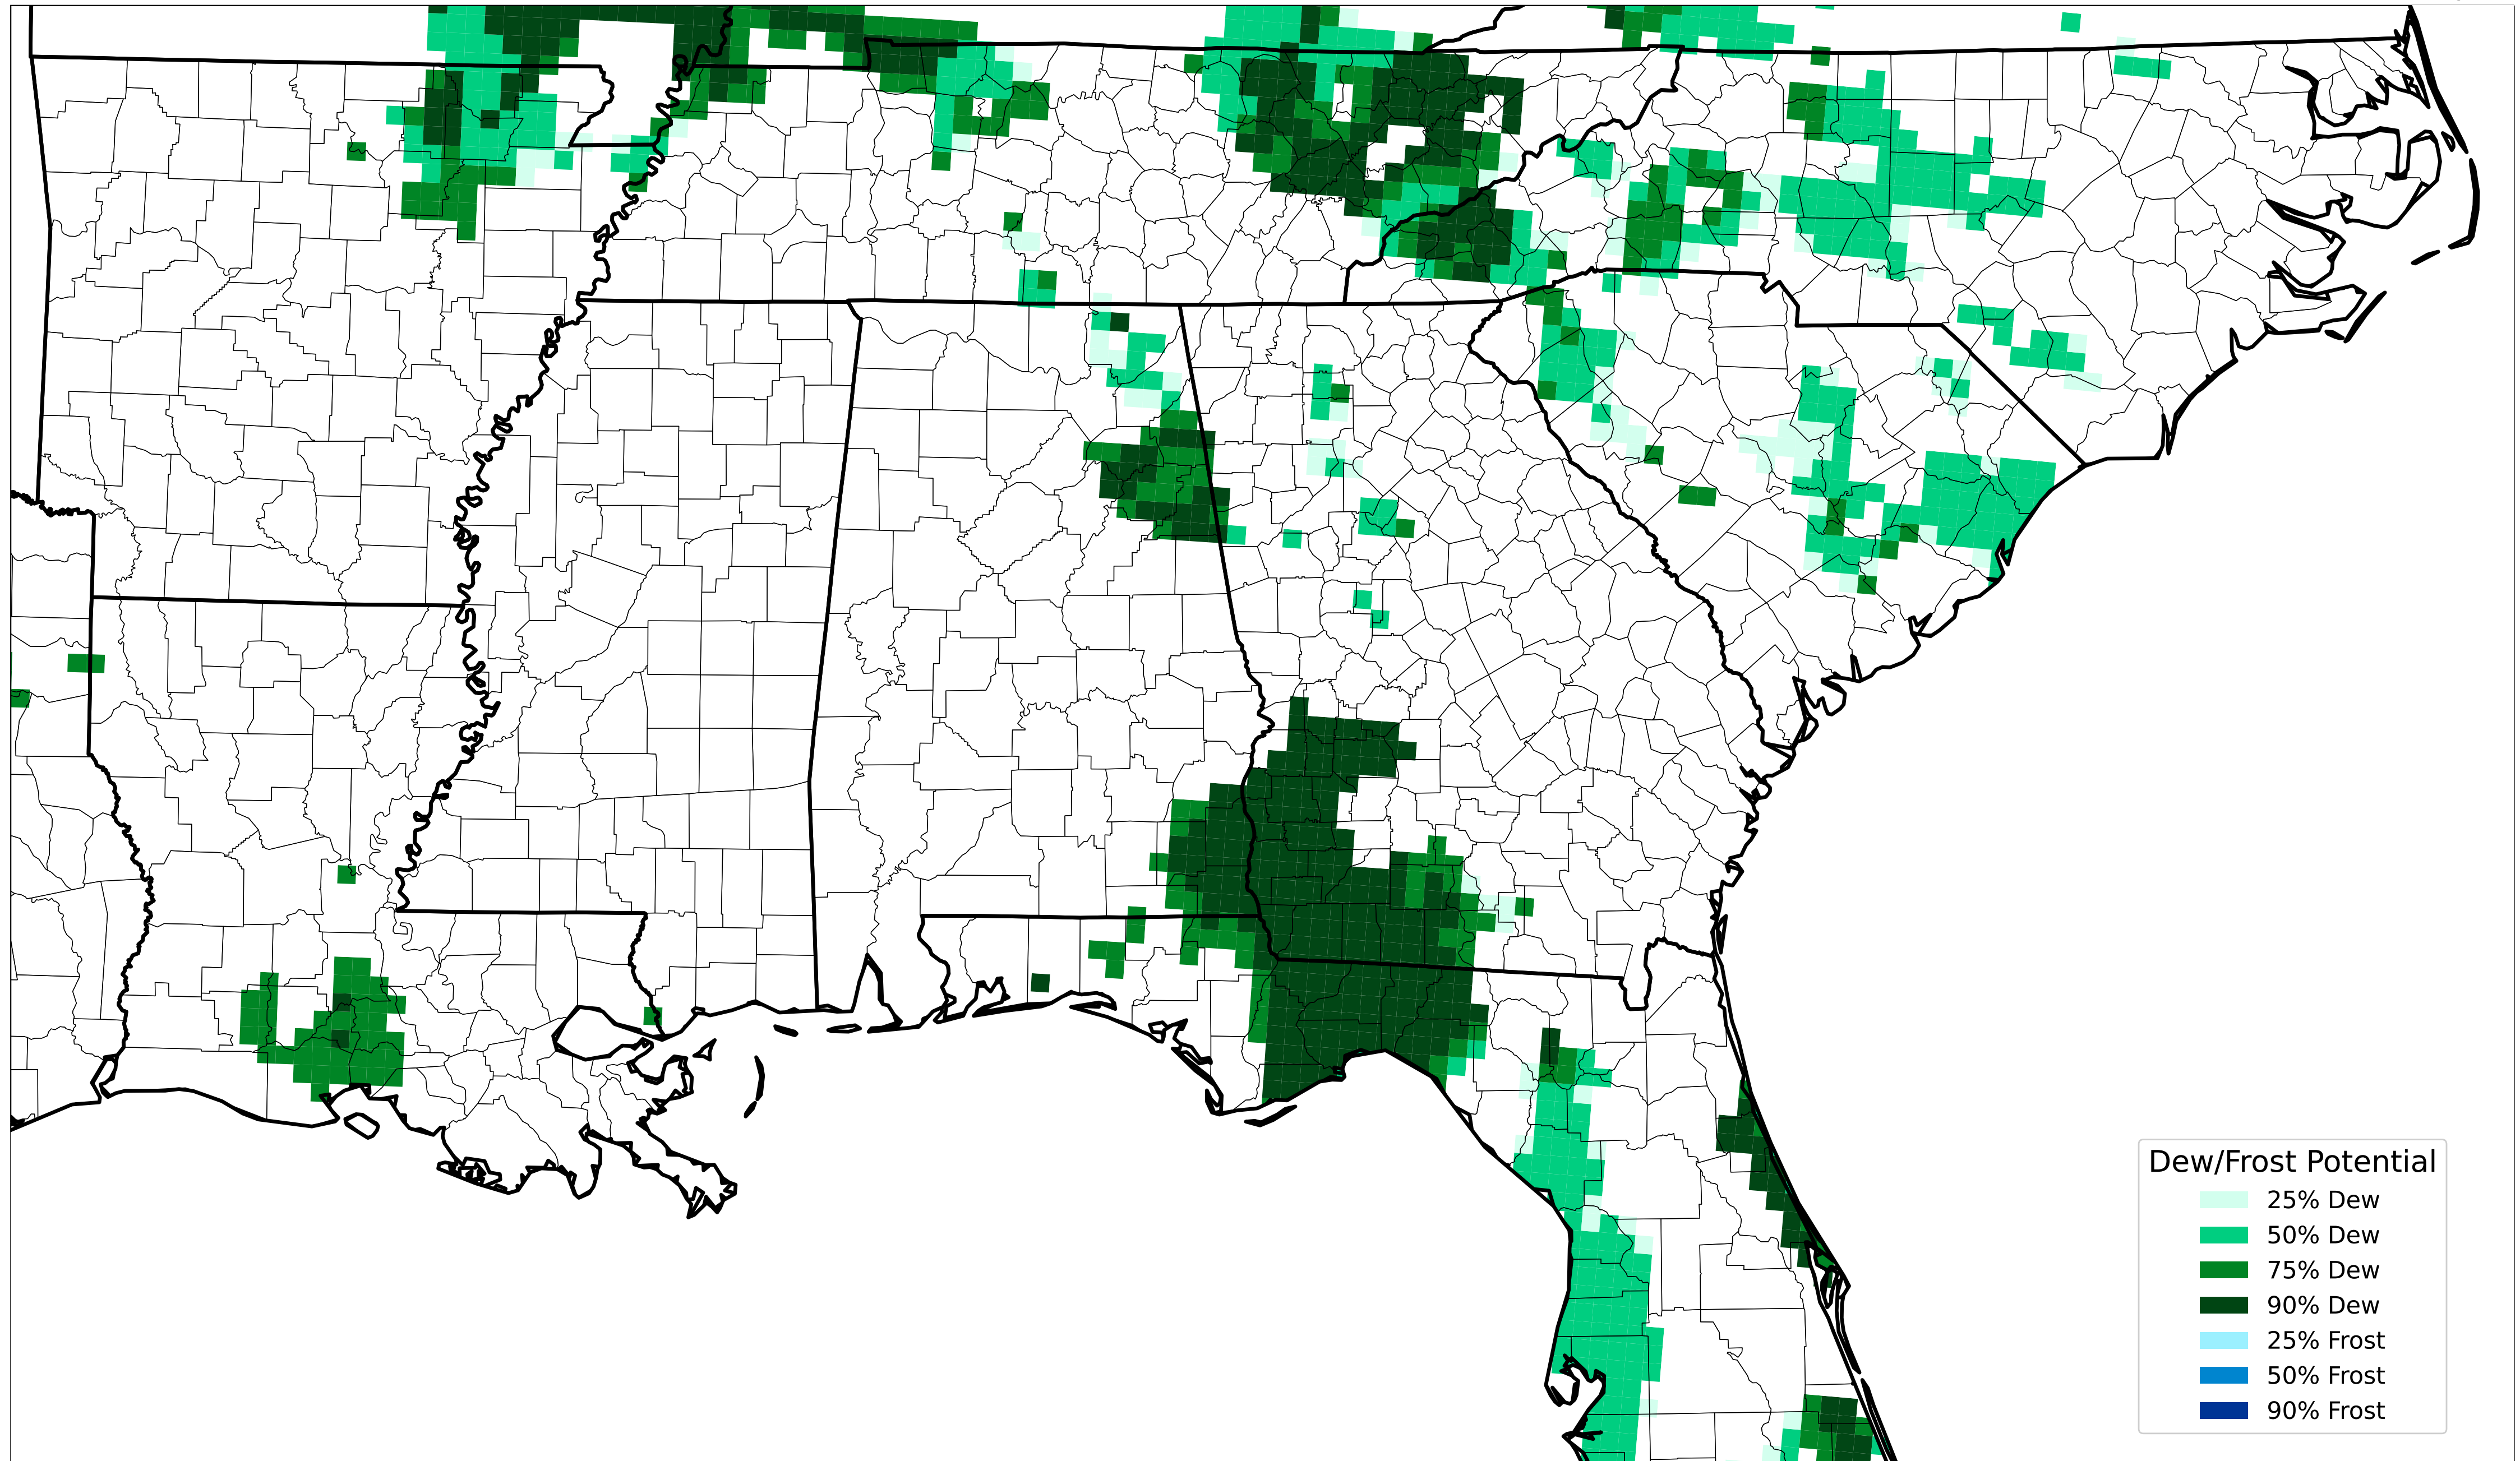 Dew/Frost Potential
25% Dew
50% Dew
75% Dew
90% Dew
25% Frost
50% Frost
90% Frost